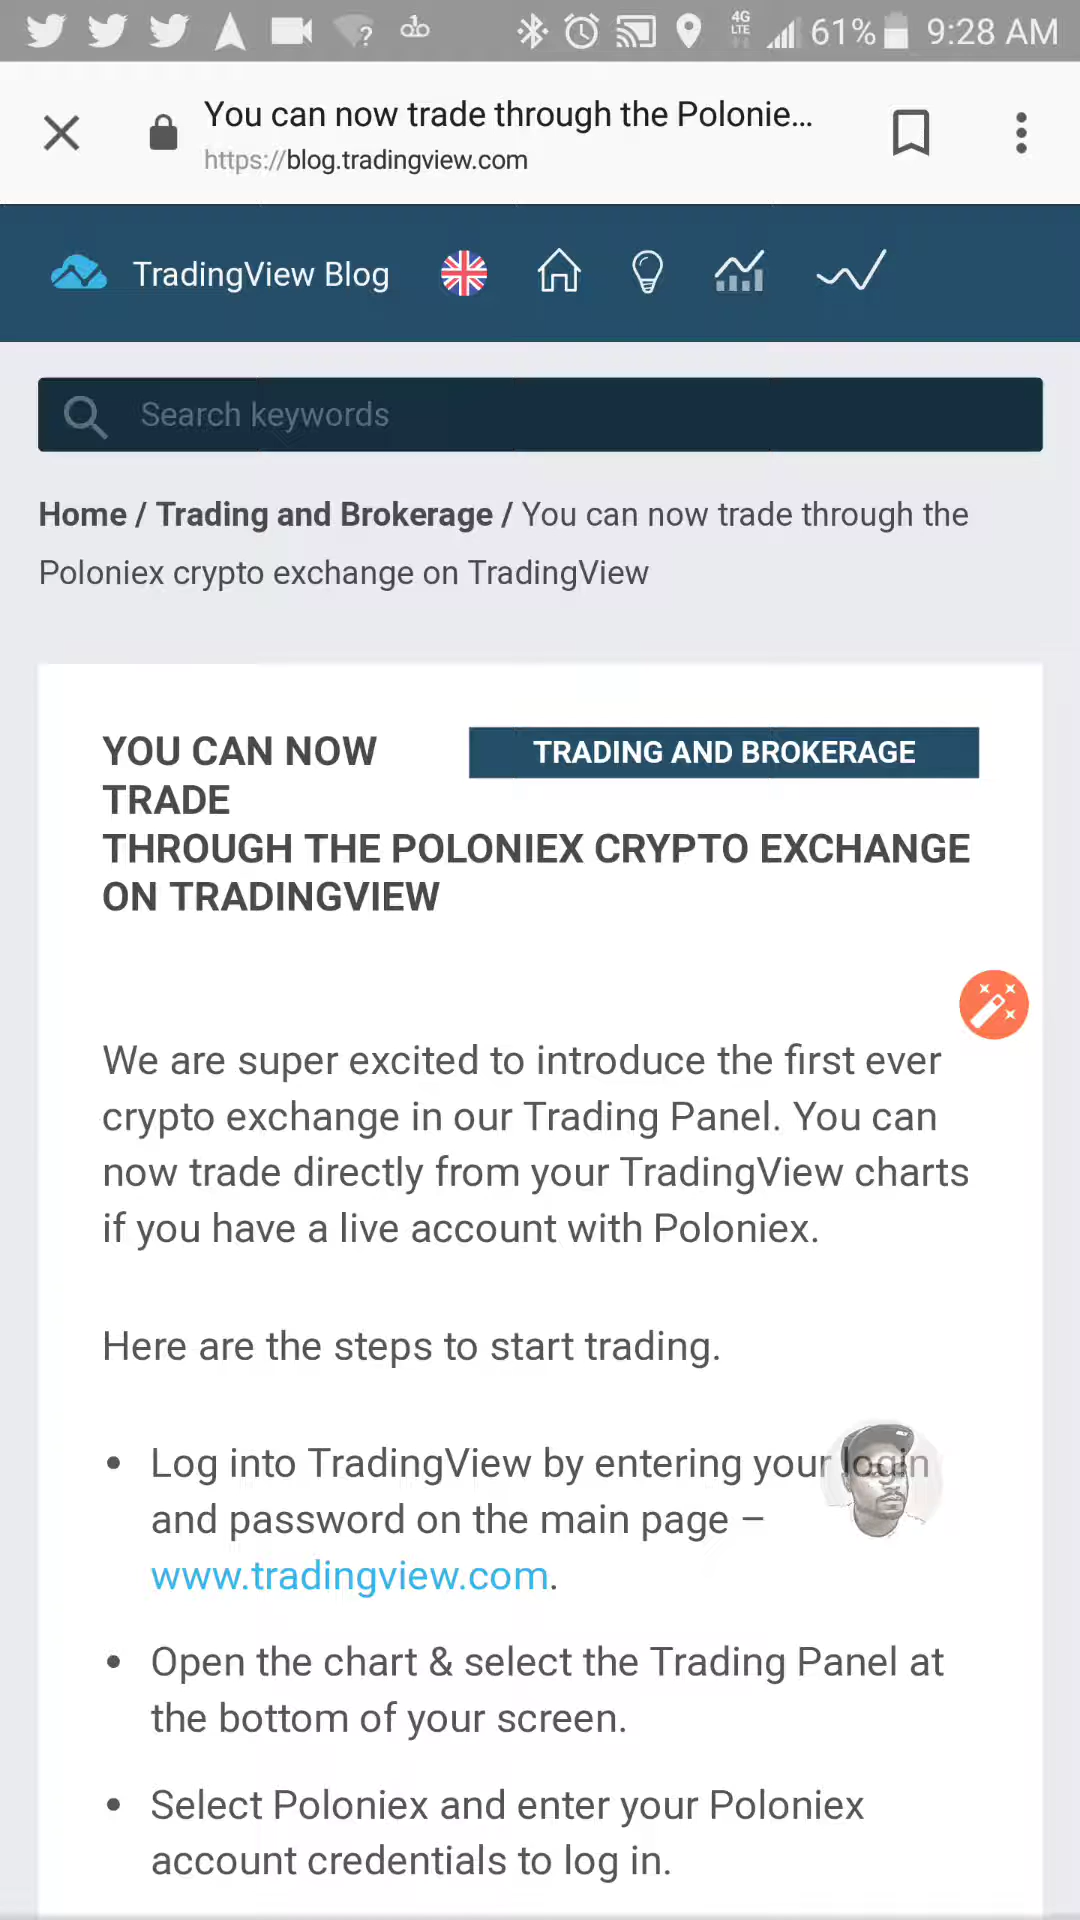 4G
LTE
61%
9:28 AM
You can now trade through the Polonie...
https://blog.tradingview.com
TradingView Blog
Search keywords
Home / Trading and Brokerage / You can now trade through the
Poloniex crypto exchange on TradingView
YOU CAN NOW
TRADING AND BROKERAGE
TRADE
THROUGH THE POLONIEX CRYPTO EXCHANGE
ON TRADINGVIEW
We are super excited to introduce the first ever
crypto exchange in our Trading Panel. You can
now trade directly from your TradingView charts
if you have a live account with Poloniex.
Here are the steps to start trading.
• Log into TradingView by entering your login
and password on the main page –
www.tradingview.com.
• Open the chart & select the Trading Panel at
the bottom of your screen.
• Select Poloniex and enter your Poloniex
account credentials to log in.